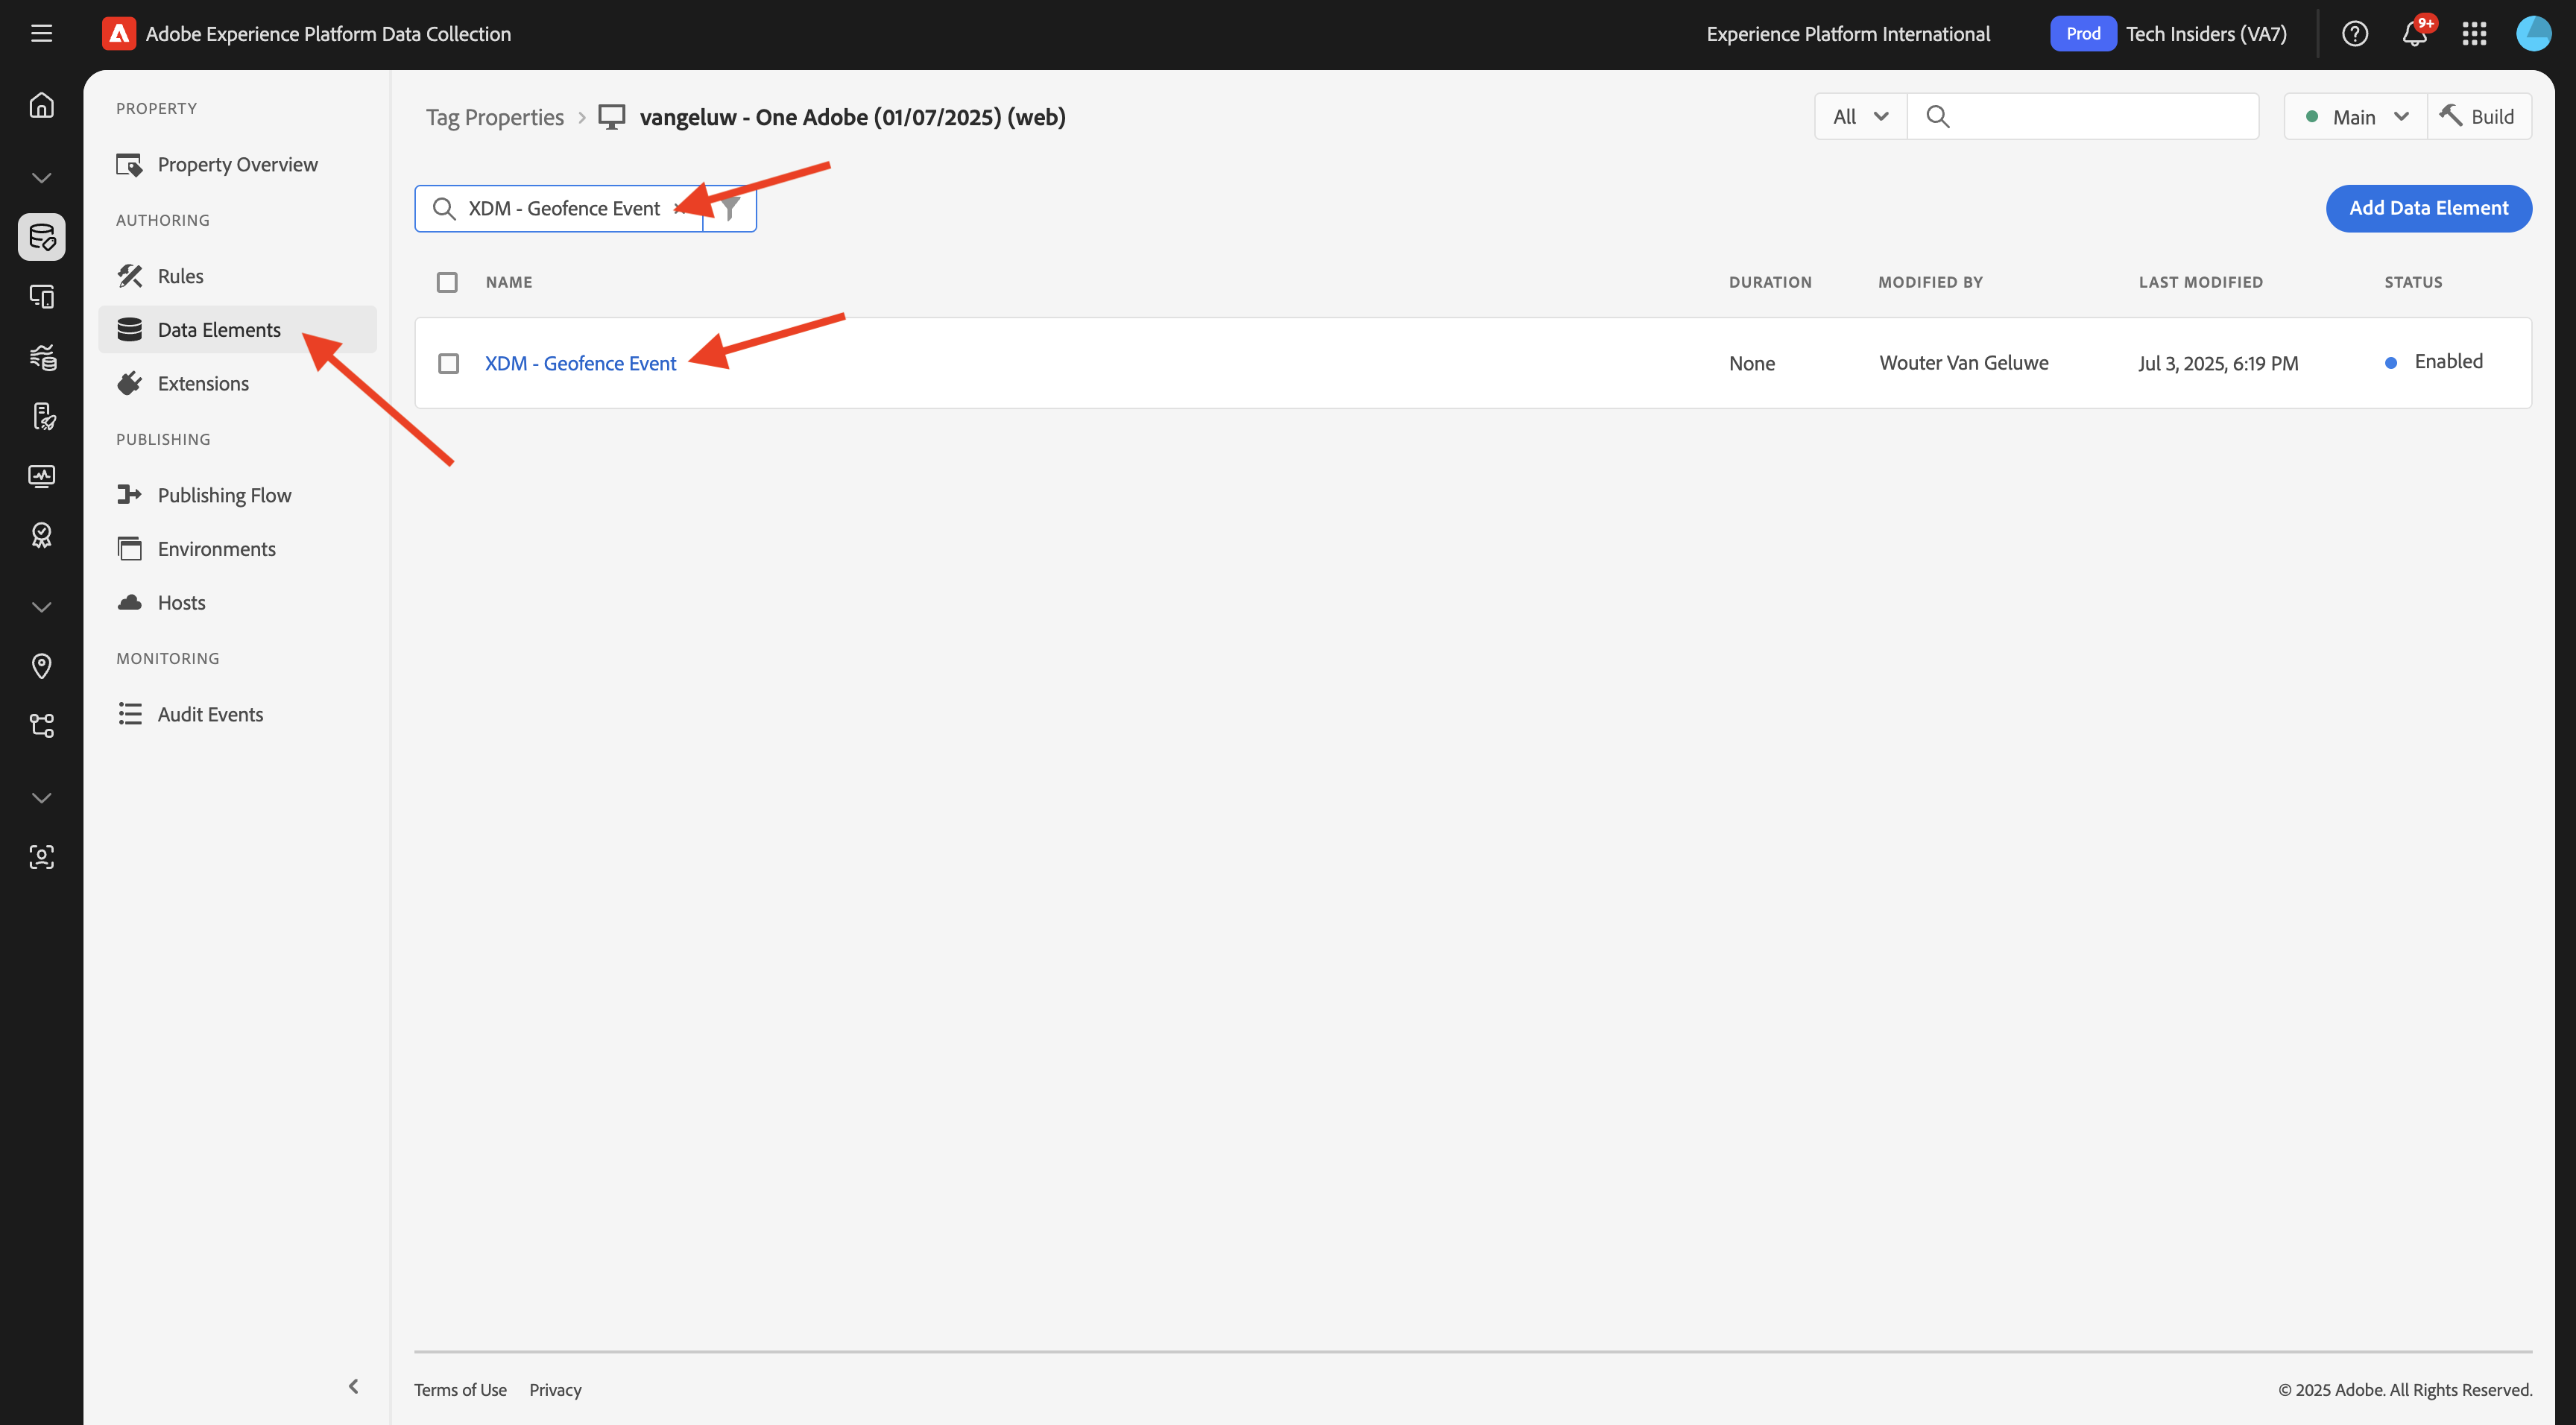 Adobe Experience Platform Data Collection
Experience Platform International
Prod
Tech Insiders (VA7)
9+
PROPERTY
Property Overview
AUTHORING
Rules
Data Elements
Extensions
PUBLISHING
Publishing Flow
Environments
Hosts
MONITORING
Audit Events
Tag Properties
vangeluw - One Adobe (01/07/2025) (web)
All
Main
Build
XDM - Geofence Event
Add Data Element
NAME DURATION MODIFIED BY LAST MODIFIED STATUS
XDM - Geofence Event None Wouter Van Geluwe Jul 3, 2025, 6:19 PM Enabled
Terms of Use Privacy
© 2025 Adobe. All Rights Reserved.